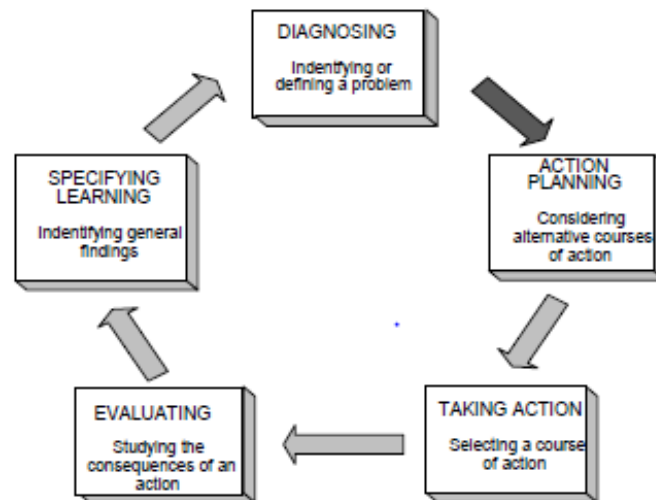 DIAGNOSING
Indentifying or
defining a problem
ACTION
PLANNING
Considering
alternative courses
of action
TAKING ACTION
Selecting a course
of action
EVALUATING
Studying the
consequences of an
action
SPECIFYING
LEARNING
Indentifying general
findings